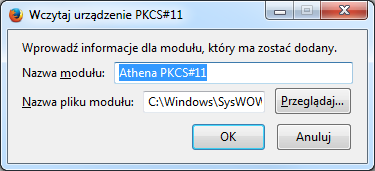 Wczytaj urządzenie PKCS#11
Wprowadź informacje dla modułu, który ma zostać dodany.
Nazwa modułu: Athena PKCS#11
Nazwa pliku modułu: C:\Windows\SysWOW Przeglądaj...
OK Anuluj